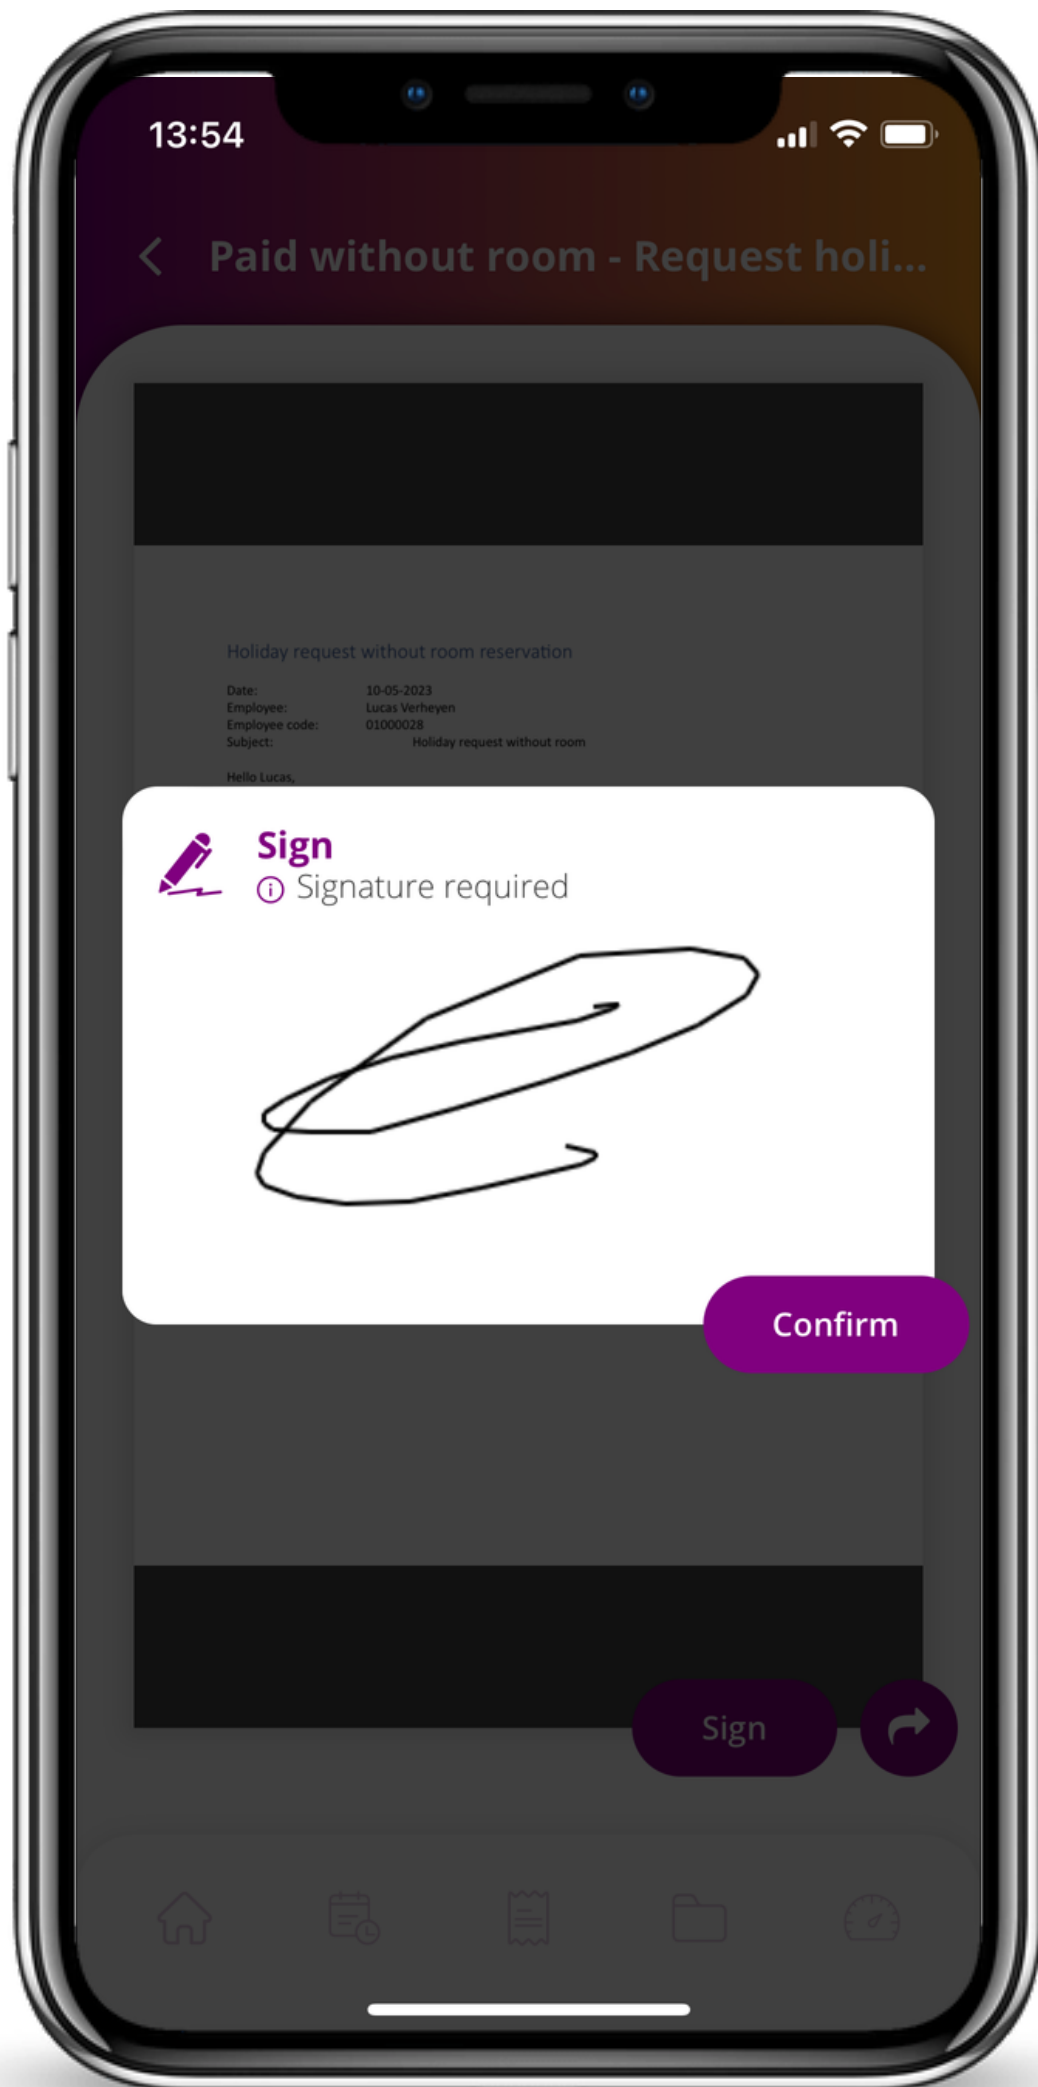 13:54
Paid without room - Request holi...
Holiday request without room reservation
Date: 10-05-2023
Employee: Lucas Verheyen
Employee code: 01000028
Subject: Holiday request without room
Hello Lucas,
Sign
Signature required
Confirm
Sign